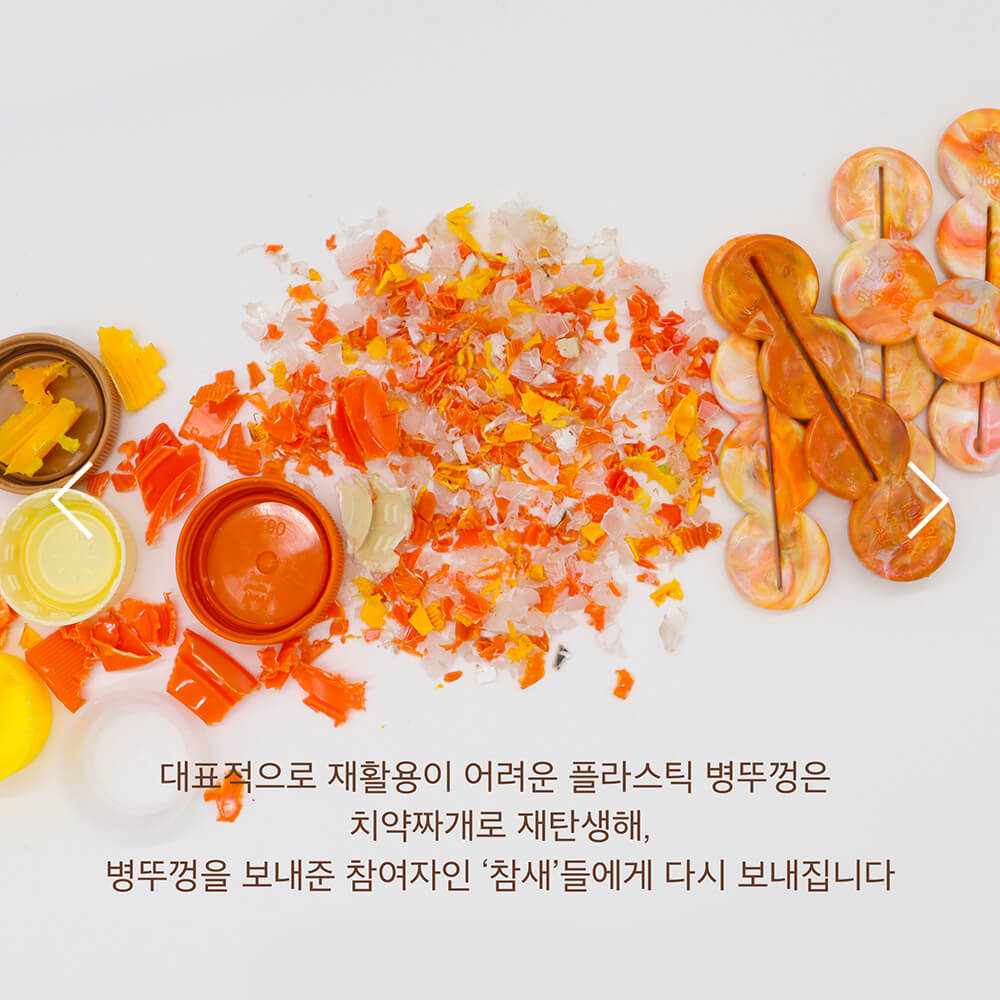 대표적으로 재활용이 어려운 플라스틱 병뚜껑은
치약짜개로 재탄생해,
병뚜껑을 보내준 참여자인 ‘참새’들에게 다시 보내집니다